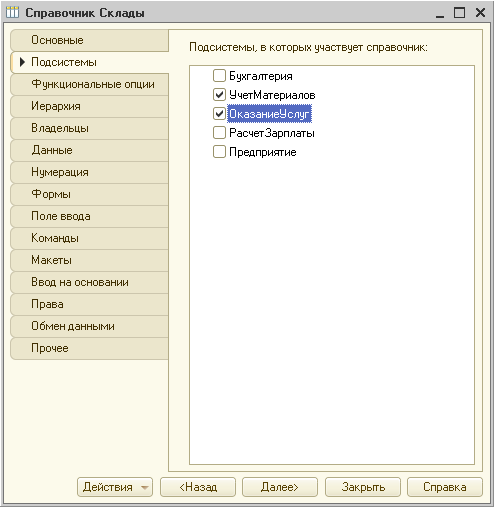 Справочник Склады
Основные
Подсистемы
Функциональные опции
Иерархия
Владельцы
Данные
Нумерация
Формы
Поле ввода
Команды
Макеты
Ввод на основании
Права
Обмен данными
Прочее
Подсистемы, в которых участвует справочник:
Бухгалтерия
УчетМатериалов
ОказаниеУслуг
РасчетЗарплаты
Предприятие
Действия
<Назад
Далее>
Закрыть
Справка